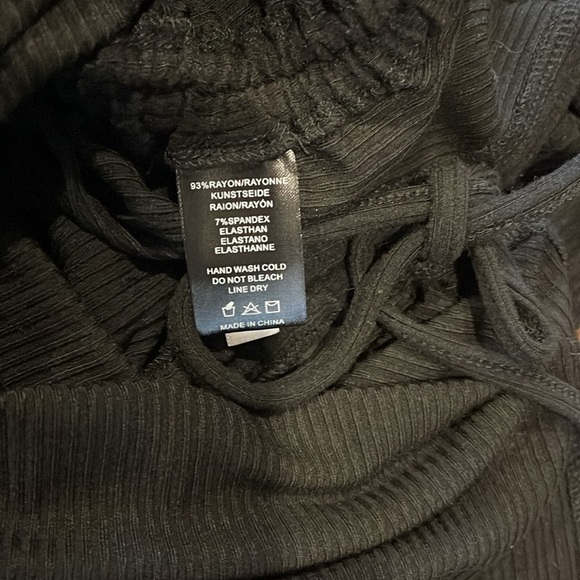 93%RAYON/RAYONNE
KUNSTSEIDE
RAION/RAYÓN
7%SPANDEX
ELASTHAN
ELASTANO
ELASTHANNE
HAND WASH COLD
DO NOT BLEACH
LINE DRY
MADE IN CHINA